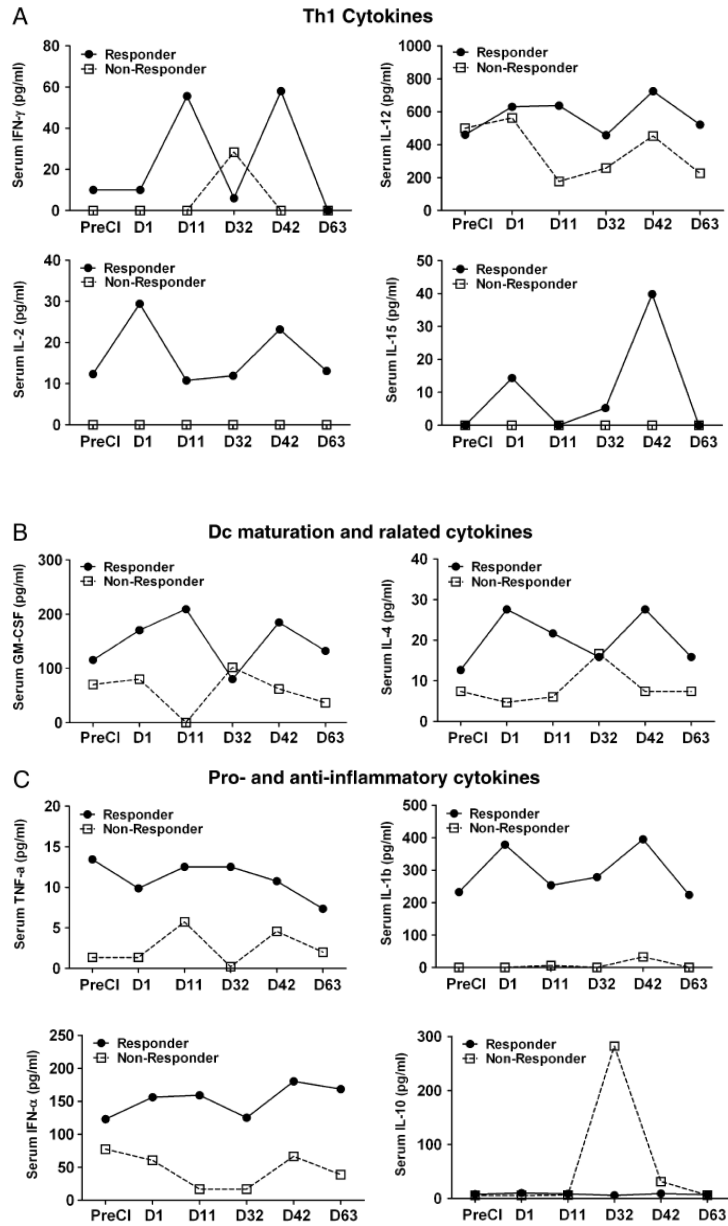 A
Th1 Cytokines
Serum IFN-γ (pg/ml)
80
60
40
20
0
Responder
Non-Responder
PreCI D1 D11 D32 D42 D63
Serum IL-12 (pg/ml)
1000
800
600
400
200
0
Responder
Non-Responder
PreCI D1 D11 D32 D42 D63
Serum IL-2 (pg/ml)
40
30
20
10
0
Responder
Non-Responder
PreCI D1 D11 D32 D42 D63
Serum IL-15 (pg/ml)
50
40
30
20
10
0
Responder
Non-Responder
PreCI D1 D11 D32 D42 D63
B
Dc maturation and ralated cytokines
Serum GM-CSF (pg/ml)
300
200
100
0
Responder
Non-Responder
PreCI D1 D11 D32 D42 D63
Serum IL-4 (pg/ml)
40
30
20
10
0
Responder
Non-Responder
PreCI D1 D11 D32 D42 D63
C
Pro- and anti-inflammatory cytokines
Serum TNF-a (pg/ml)
20
15
10
5
0
Responder
Non-Responder
PreCI D1 D11 D32 D42 D63
Serum IL-1b (pg/ml)
500
400
300
200
100
0
Responder
Non-Responder
PreCI D1 D11 D32 D42 D63
Serum IFN-α (pg/ml)
250
200
150
100
50
0
Responder
Non-Responder
PreCI D1 D11 D32 D42 D63
Serum IL-10 (pg/ml)
300
200
100
0
Responder
Non-Responder
PreCI D1 D11 D32 D42 D63